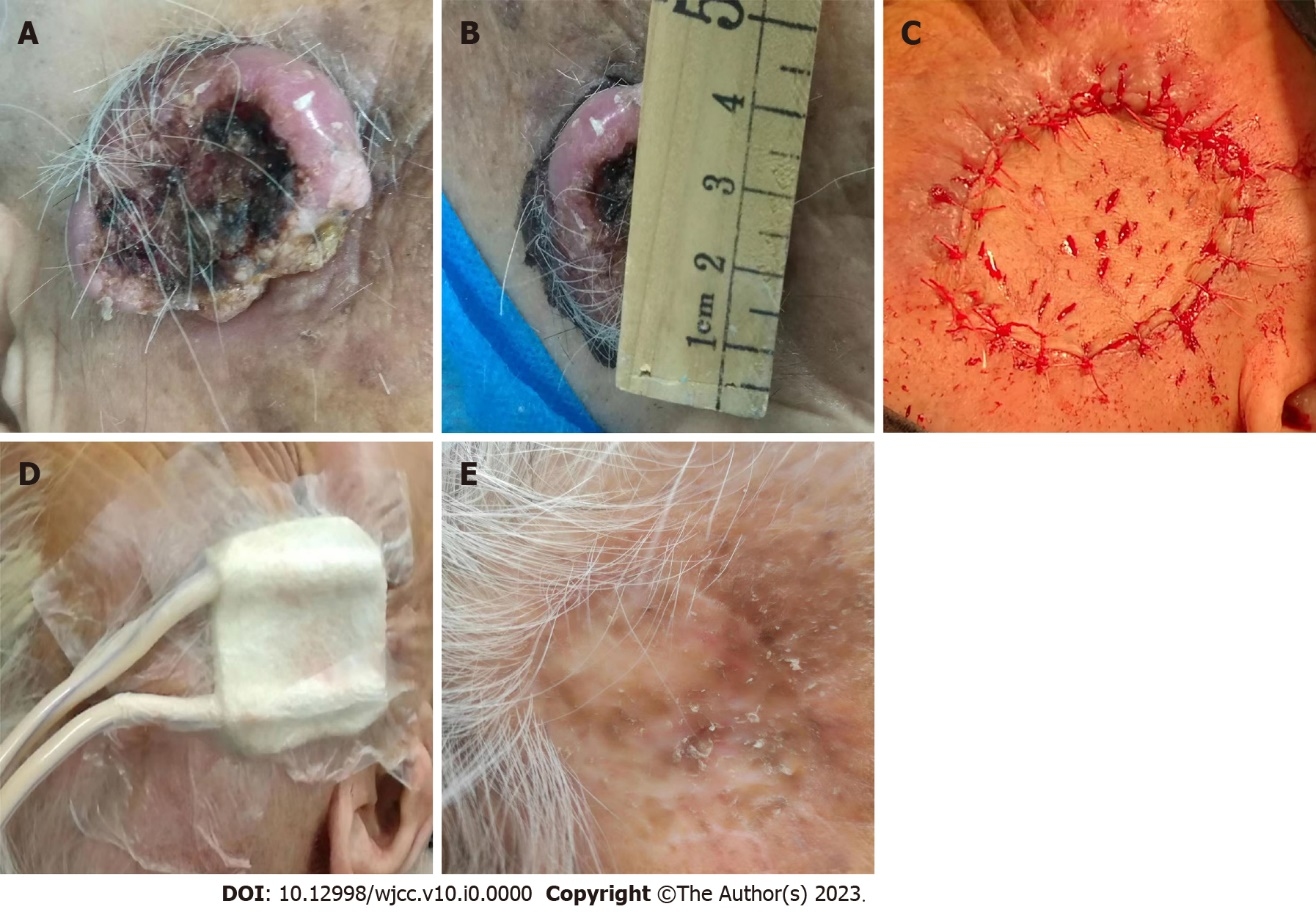 A
B
5
4
3
2
1cm
C
D
E
DOI: 10.12998/wjcc.v10.i0.0000 Copyright ©The Author(s) 2023.